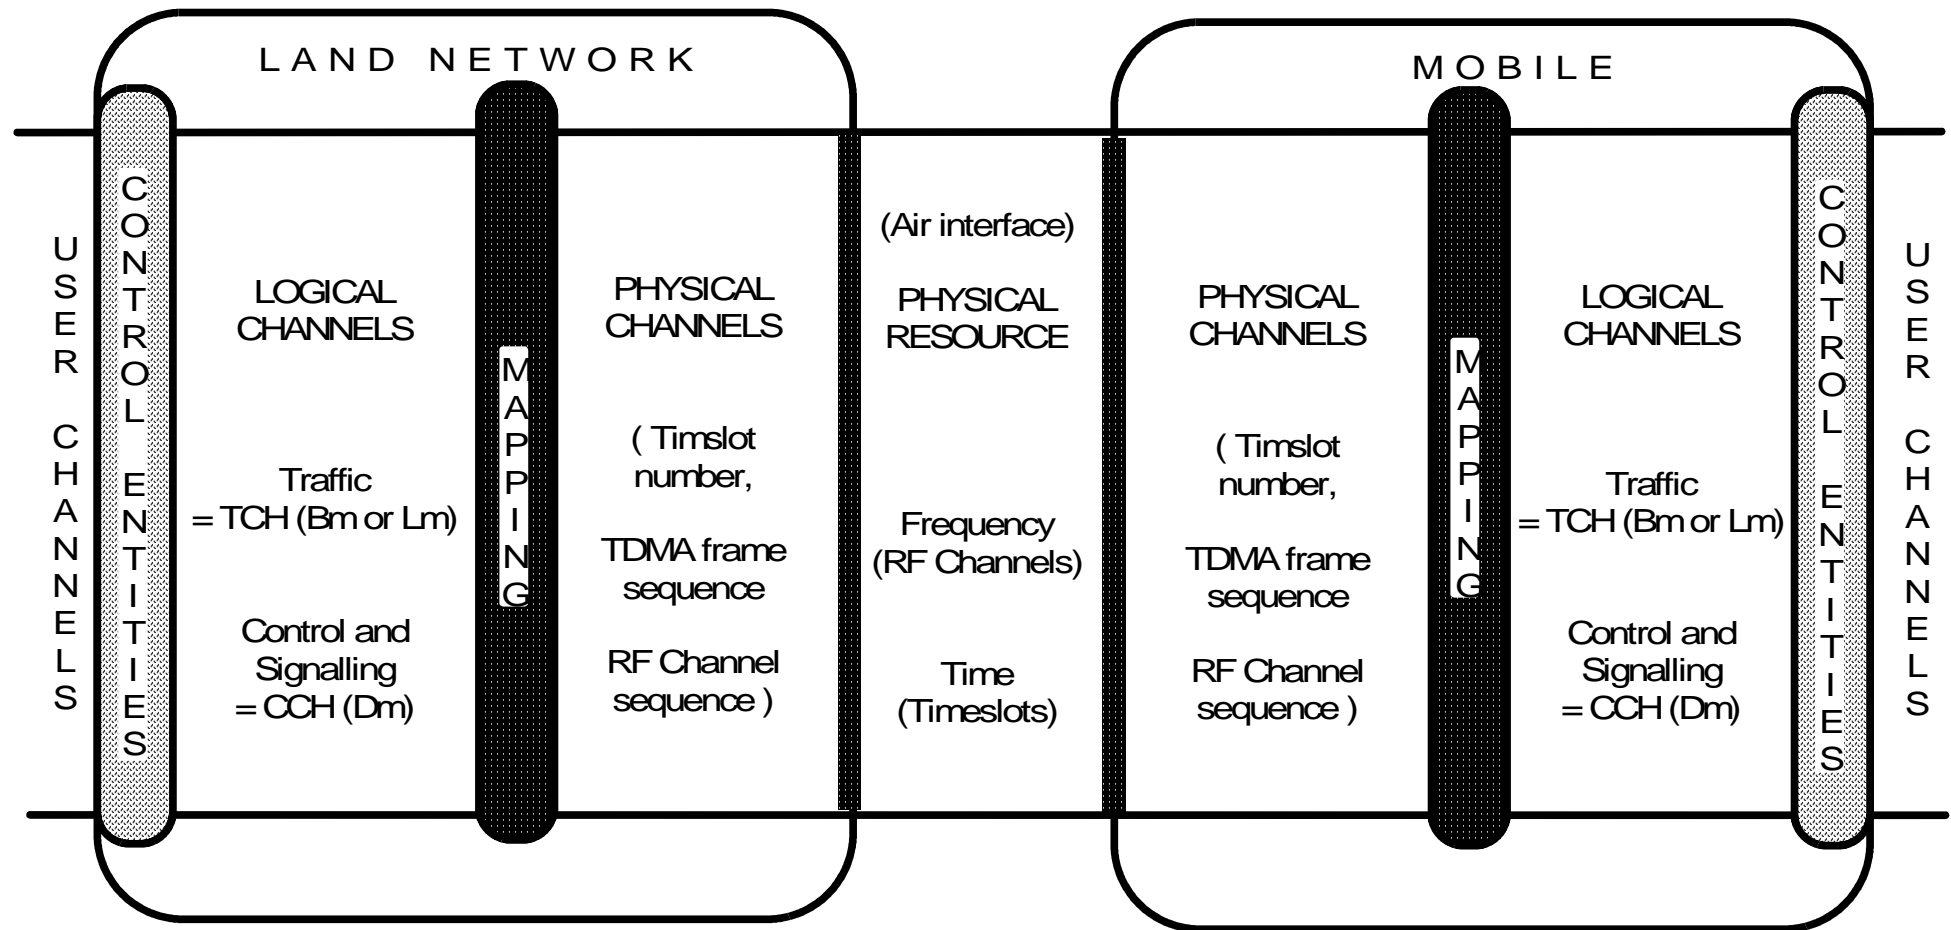 LAND NETWORK
MOBILE
USER CHANNELS
CONTROL ENTITIES
LOGICAL
CHANNELS
Traffic
= TCH (Bm or Lm)
Control and
Signalling
= CCH (Dm)
MAPPING
PHYSICAL
CHANNELS
( Timslot
number,
TDMA frame
sequence
RF Channel
sequence )
(Air interface)
PHYSICAL
RESOURCE
Frequency
(RF Channels)
Time
(Timeslots)
PHYSICAL
CHANNELS
( Timslot
number,
TDMA frame
sequence
RF Channel
sequence )
MAPPING
LOGICAL
CHANNELS
Traffic
= TCH (Bm or Lm)
Control and
Signalling
= CCH (Dm)
CONTROL ENTITIES
USER CHANNELS